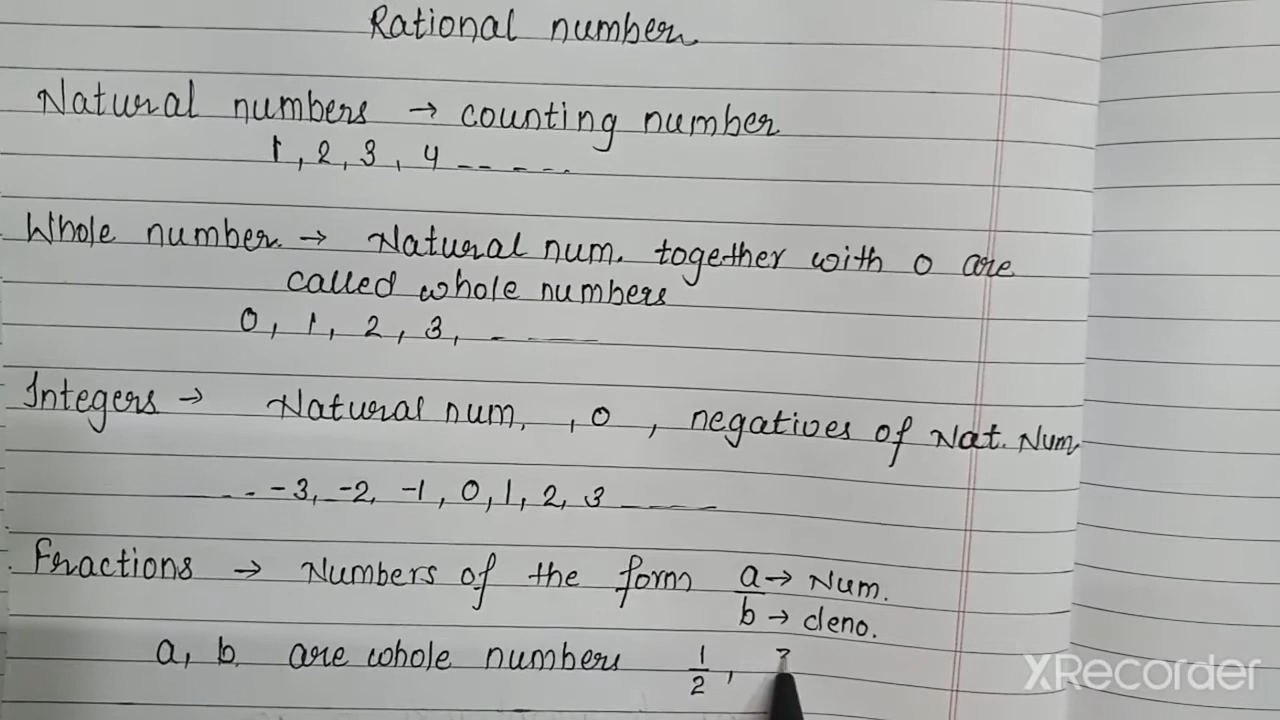 Rational number
Natural numbers → counting number
1, 2, 3, 4 -----
Whole number → Natural num. together with 0 are
called whole numbers
0, 1, 2, 3, - ----
Integers → Natural num. , 0 , negatives of Nat. Num
--- -3, -2, -1, 0, 1, 2, 3 ----
Fractions → Numbers of the form a/b a → Num.
b → deno.
a, b are whole numbers 1/2 ,
XRecorder